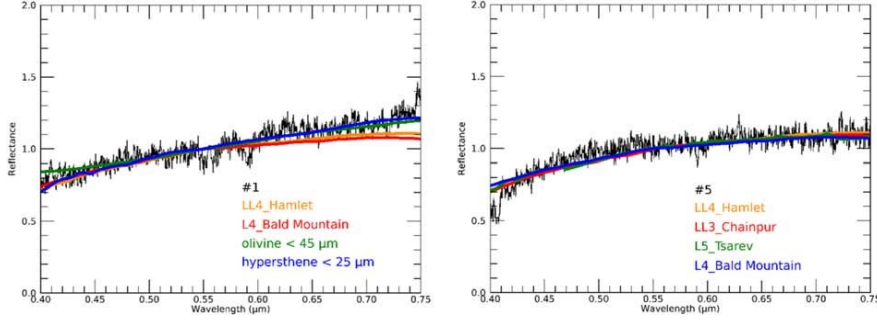 2.0
1.5
1.0
0.5
0.0
Reflectance
#1
LL4_Hamlet
L4_Bald Mountain
olivine < 45 μm
hypersthene < 25 μm
0.40 0.45 0.50 0.55 0.60 0.65 0.70 0.75
Wavelength (μm)
2.0
1.5
1.0
0.5
0.0
Reflectance
#5
LL4_Hamlet
LL3_Chainpur
L5_Tsarev
L4_Bald Mountain
0.40 0.45 0.50 0.55 0.60 0.65 0.70 0.75
Wavelength (μm)